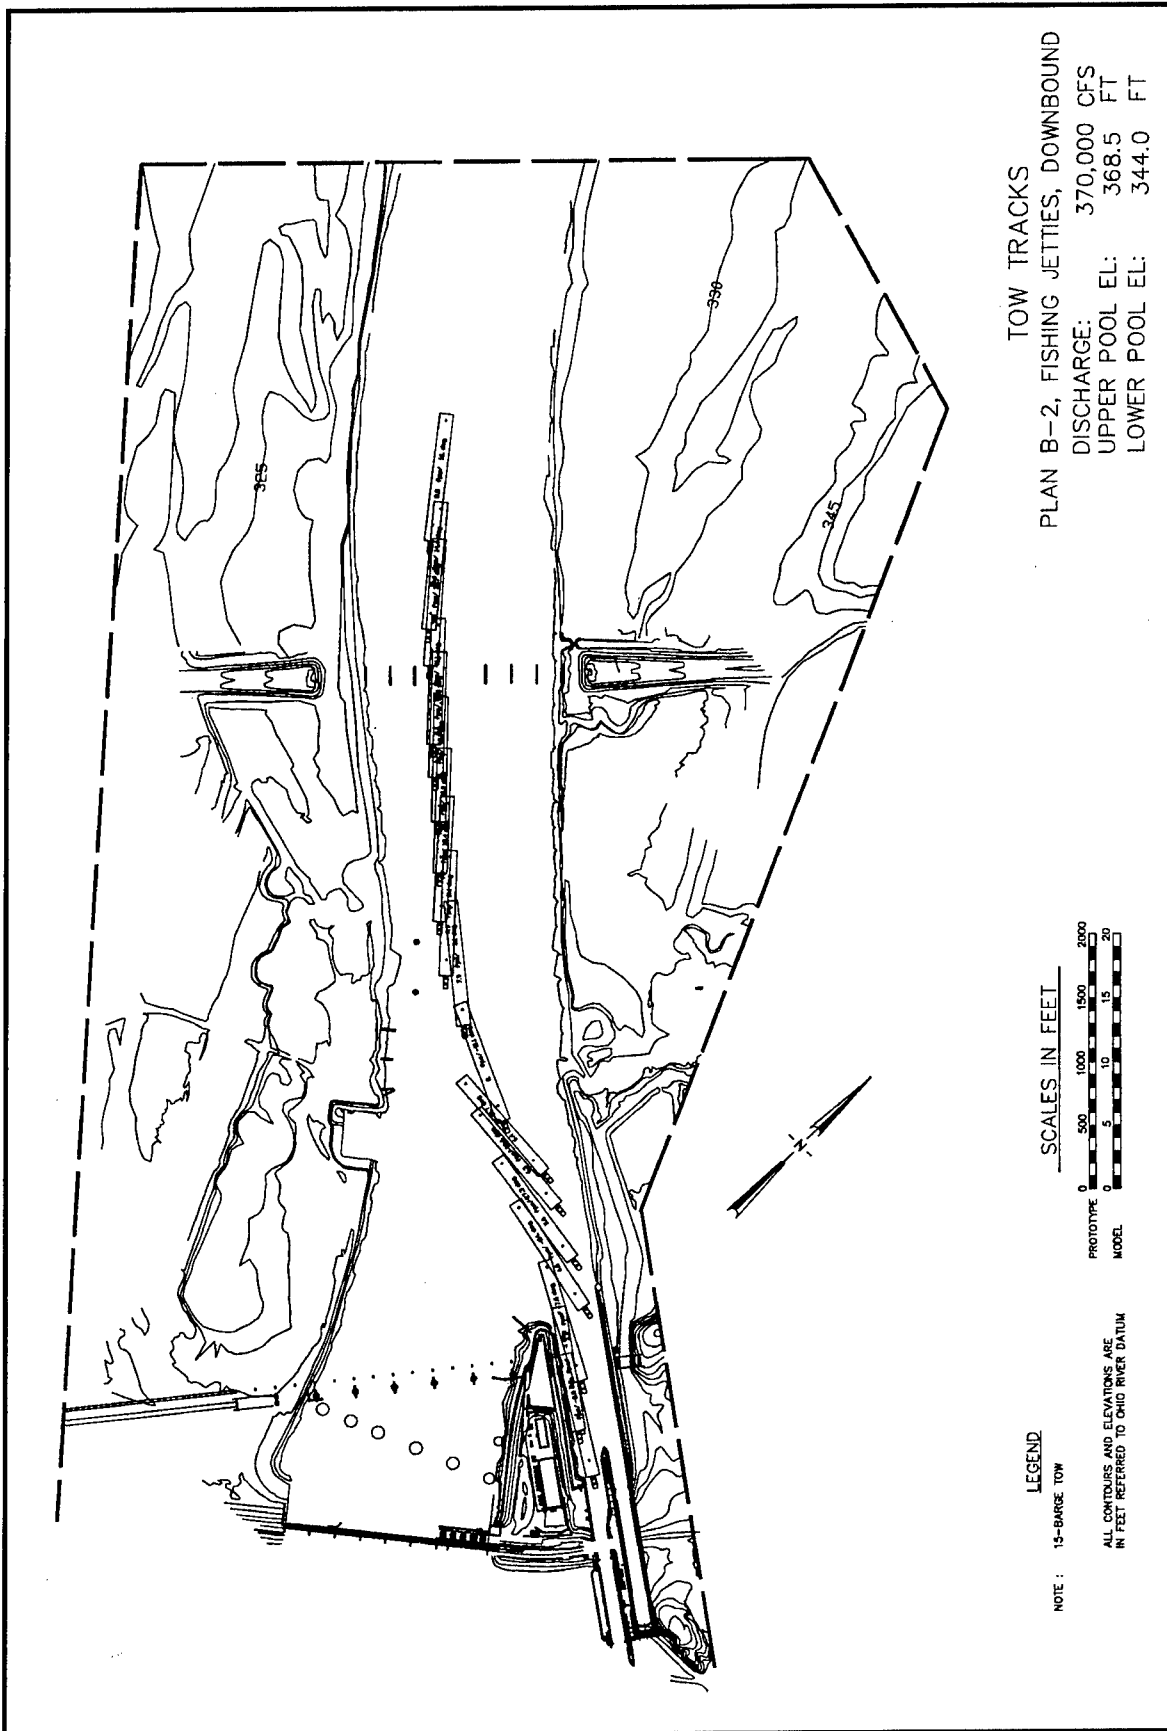 TOW TRACKS
PLAN B-2, FISHING JETTIES, DOWNBOUND
DISCHARGE: 370,000 CFS
UPPER POOL EL: 368.5 FT
LOWER POOL EL: 344.0 FT
325
330
345
N
SCALES IN FEET
PROTOTYPE 0 500 1000 1500 2000
MODEL 0 5 10 15 20
LEGEND
NOTE : 15-BARGE TOW
ALL CONTOURS AND ELEVATIONS ARE
IN FEET REFERRED TO OHIO RIVER DATUM